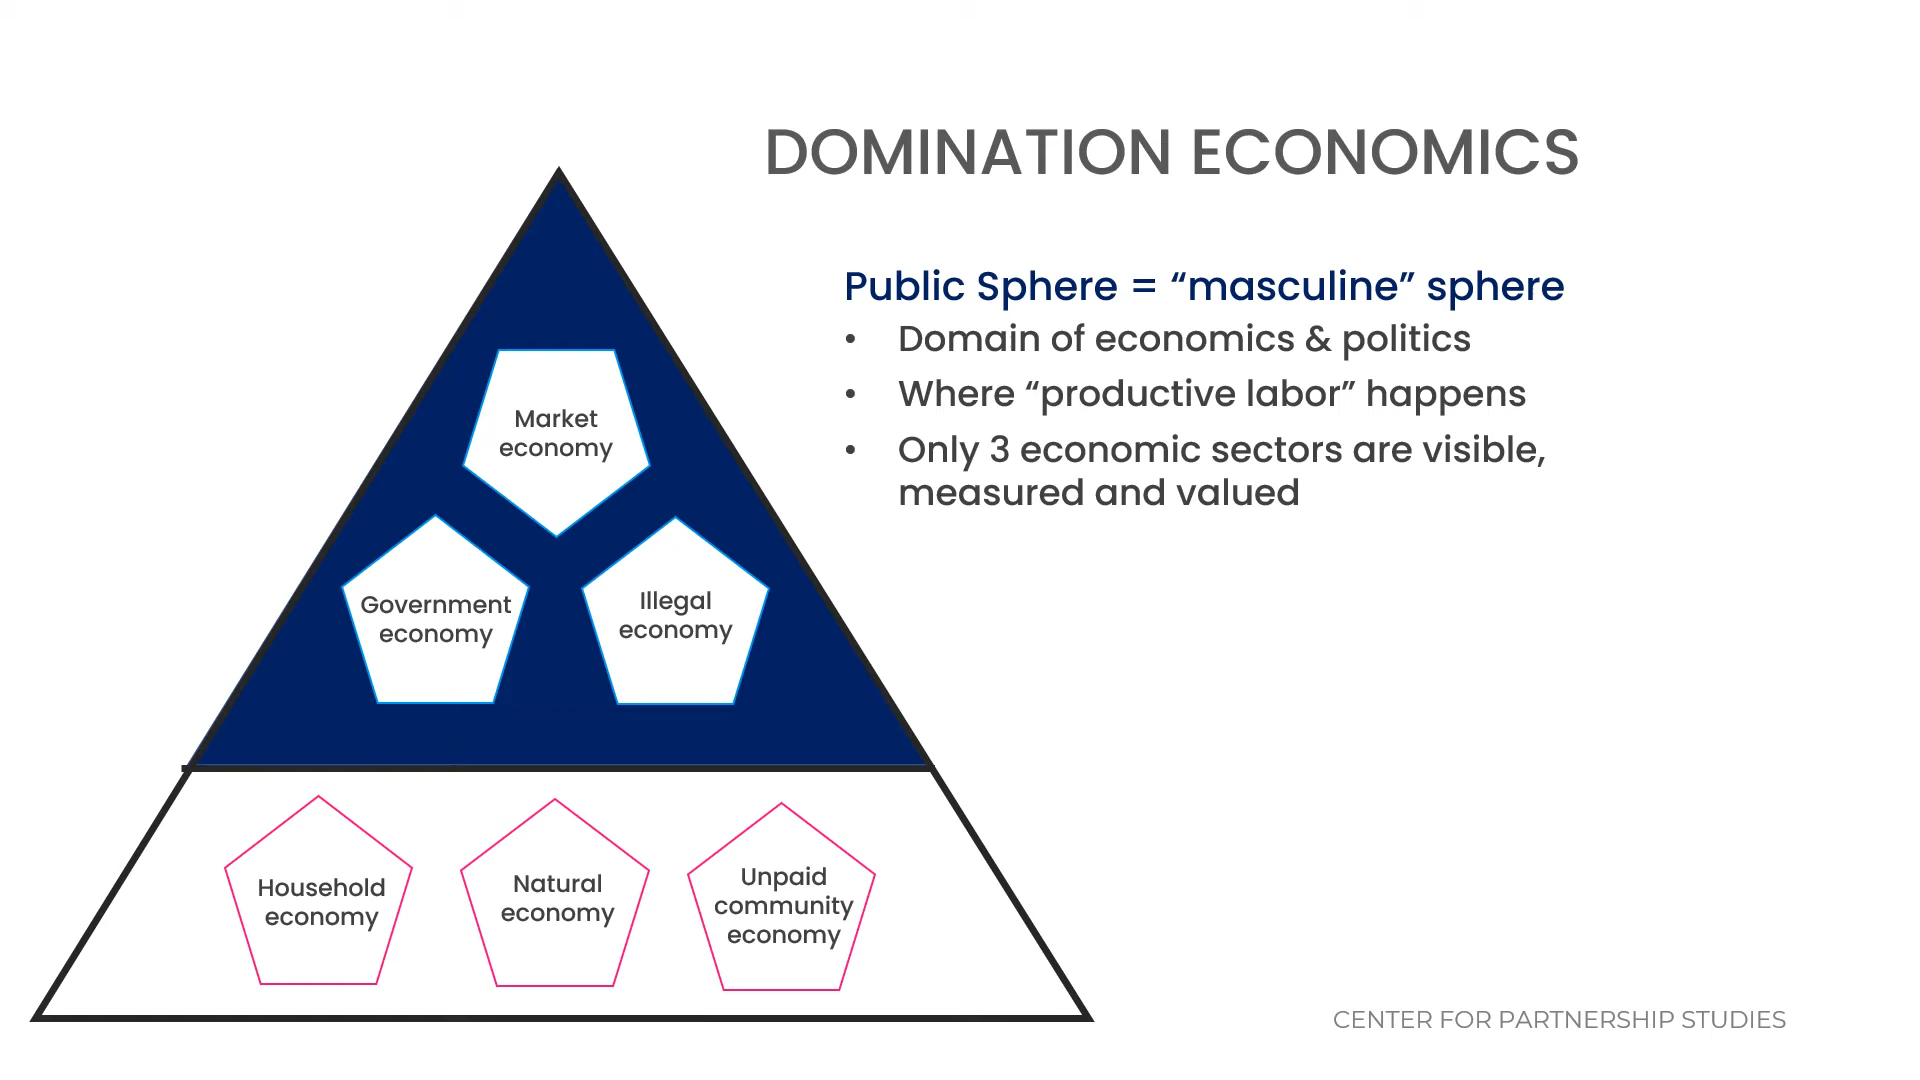 DOMINATION ECONOMICS
Public Sphere = “masculine” sphere
• Domain of economics & politics
• Where “productive labor” happens
• Only 3 economic sectors are visible,
measured and valued
Market
economy
Government
economy
Illegal
economy
Household
economy
Natural
economy
Unpaid
community
economy
CENTER FOR PARTNERSHIP STUDIES